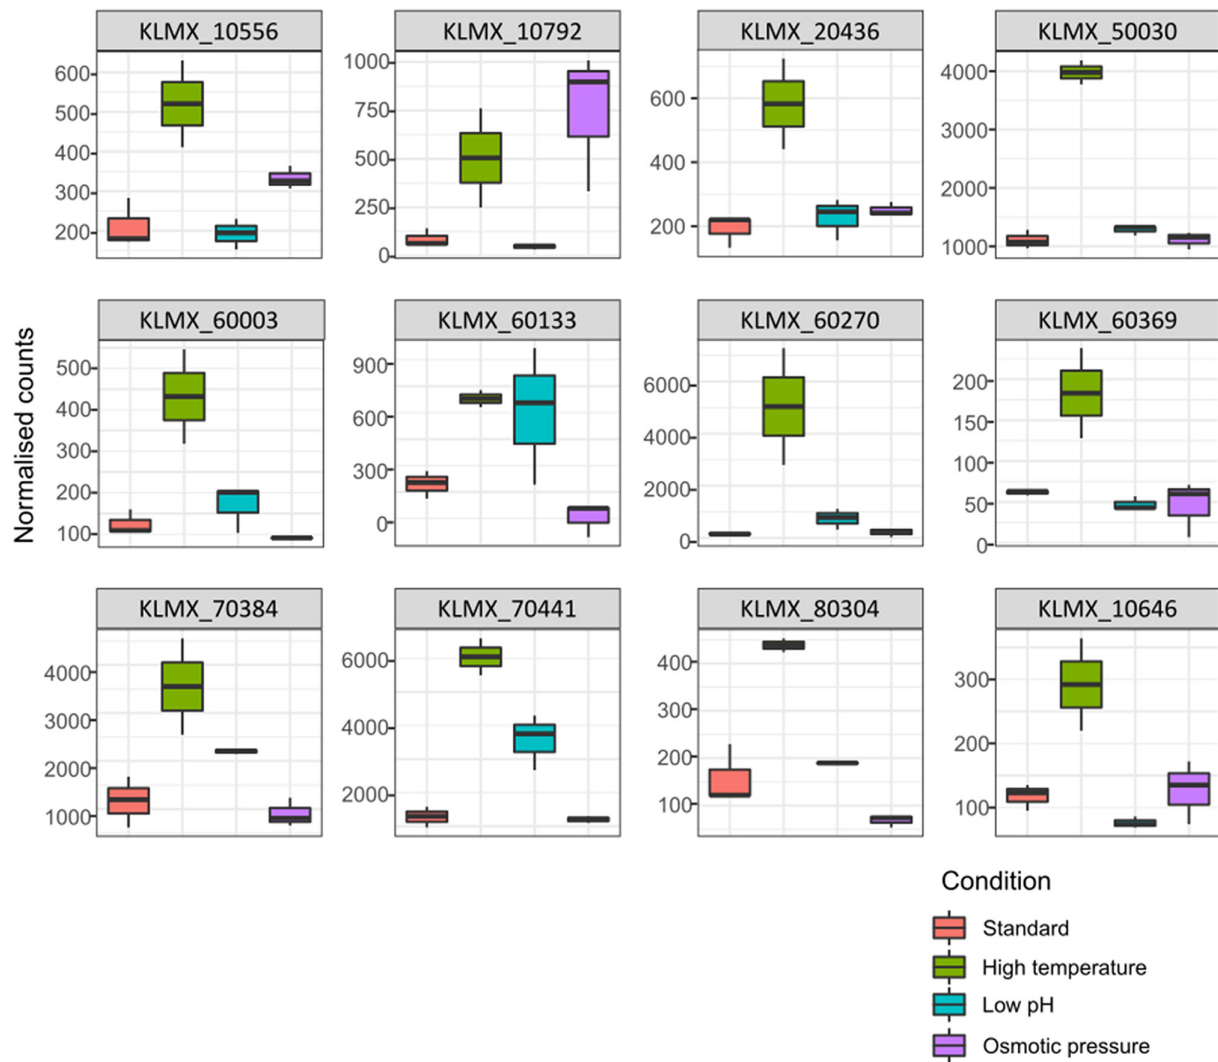 KLMX_10556 KLMX_10792 KLMX_20436 KLMX_50030
600 500 400 300 200
1000 750 500 250 0
600 400 200
4000 3000 2000 1000
Normalised counts
KLMX_60003 KLMX_60133 KLMX_60270 KLMX_60369
500 400 300 200 100
900 600 300 0
6000 4000 2000 0
200 150 100 50 0
KLMX_70384 KLMX_70441 KLMX_80304 KLMX_10646
4000 3000 2000 1000
6000 4000 2000
400 300 200 100
300 200 100
Condition
Standard
High temperature
Low pH
Osmotic pressure